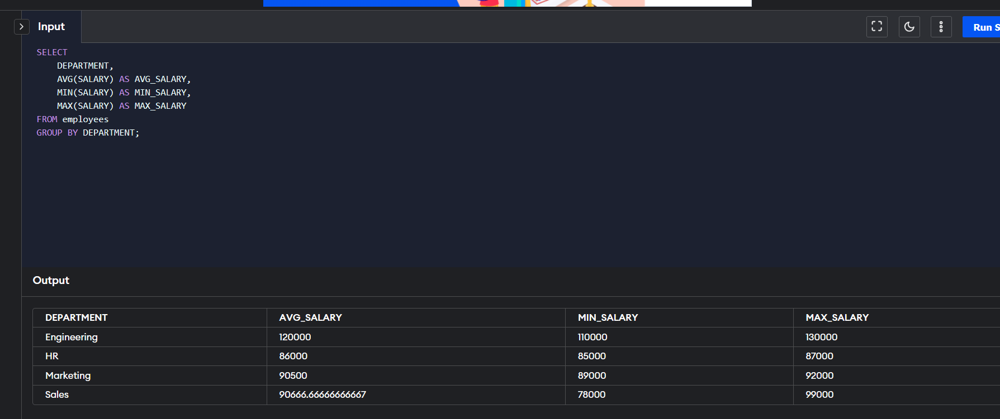 Input
Run S
SELECT
DEPARTMENT,
AVG(SALARY) AS AVG_SALARY,
MIN(SALARY) AS MIN_SALARY,
MAX(SALARY) AS MAX_SALARY
FROM employees
GROUP BY DEPARTMENT;
Output
DEPARTMENT AVG_SALARY MIN_SALARY MAX_SALARY
Engineering 120000 110000 130000
HR 86000 85000 87000
Marketing 90500 89000 92000
Sales 90666.66666666667 78000 99000